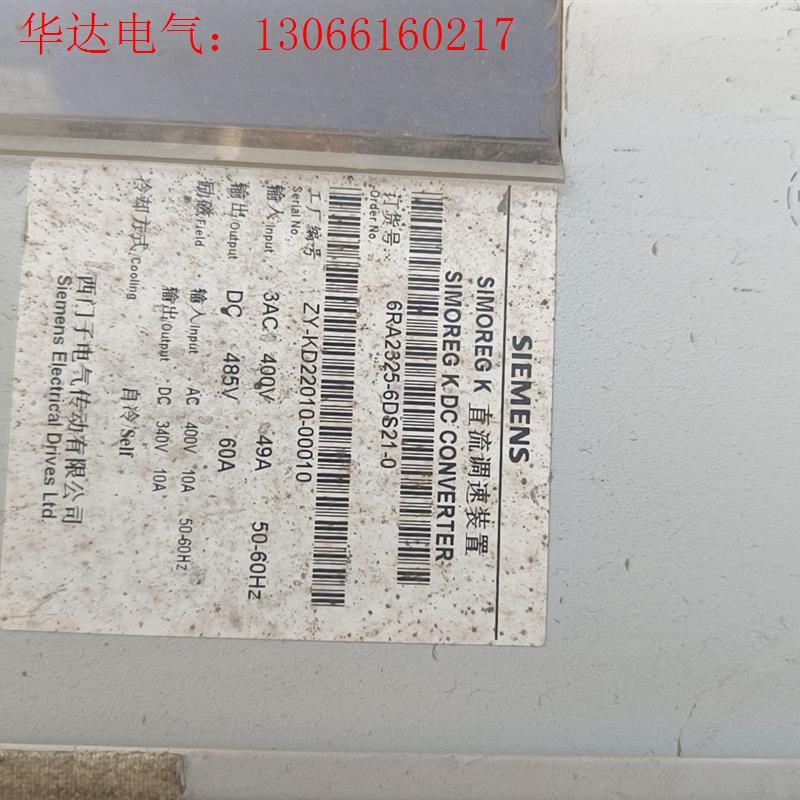 华达电气：13066160217
SIEMENS
SIMOREG K 直流调速装置
SIMOREG K DC CONVERTER
订货号
Order No.
6RA2325-6DS21-0
工厂编号
Serial No.
ZY-KD22010-00010
输入/Input 3AC 400V 49A 50-60Hz
输出/Output DC 485V 60A
励磁/Field 输入/Input AC 400V 10A 50-60Hz
输出/Output DC 340V 10A
冷却方式/Cooling 自冷/Self
西门子电气传动有限公司
Siemens Electrical Drives Ltd.